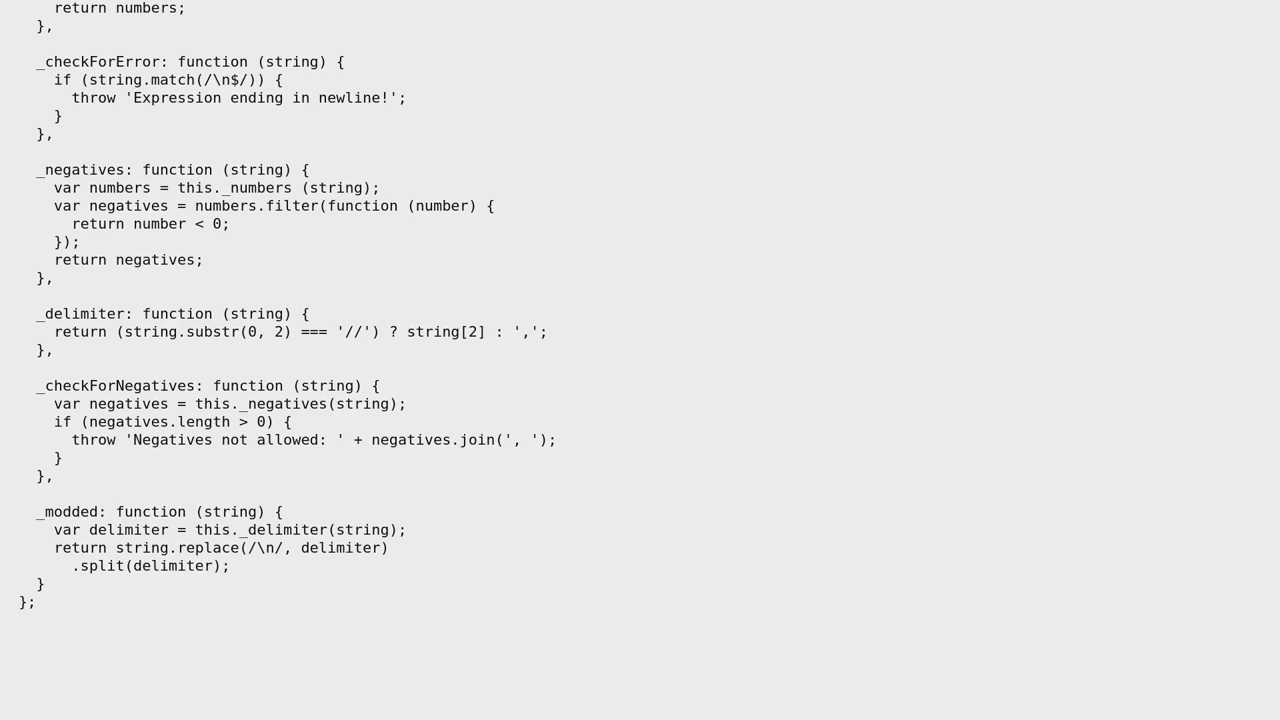 return numbers;
},
_checkForError: function (string) {
if (string.match(/\n$/)) {
throw 'Expression ending in newline!';
}
},
_negatives: function (string) {
var numbers = this._numbers (string);
var negatives = numbers.filter(function (number) {
return number < 0;
});
return negatives;
},
_delimiter: function (string) {
return (string.substr(0, 2) === '//') ? string[2] : ',';
},
_checkForNegatives: function (string) {
var negatives = this._negatives(string);
if (negatives.length > 0) {
throw 'Negatives not allowed: ' + negatives.join(', ');
}
},
_modded: function (string) {
var delimiter = this._delimiter(string);
return string.replace(/\n/, delimiter)
.split(delimiter);
}
};